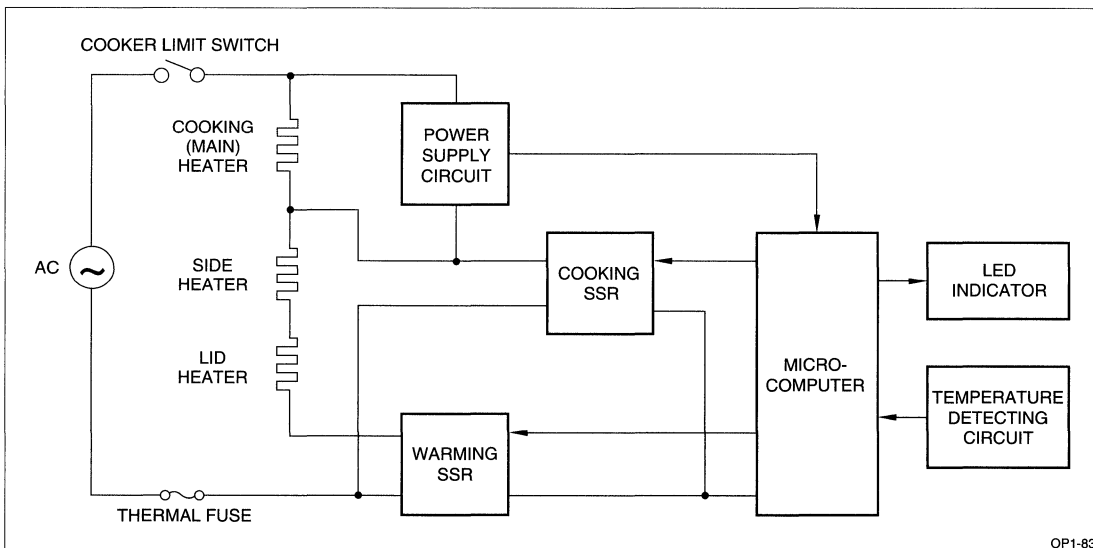 COOKER LIMIT SWITCH
COOKING
(MAIN)
HEATER
POWER
SUPPLY
CIRCUIT
AC
~
SIDE
HEATER
COOKING
SSR
LED
INDICATOR
LID
HEATER
MICRO-
COMPUTER
TEMPERATURE
DETECTING
CIRCUIT
WARMING
SSR
THERMAL FUSE
OP1-83